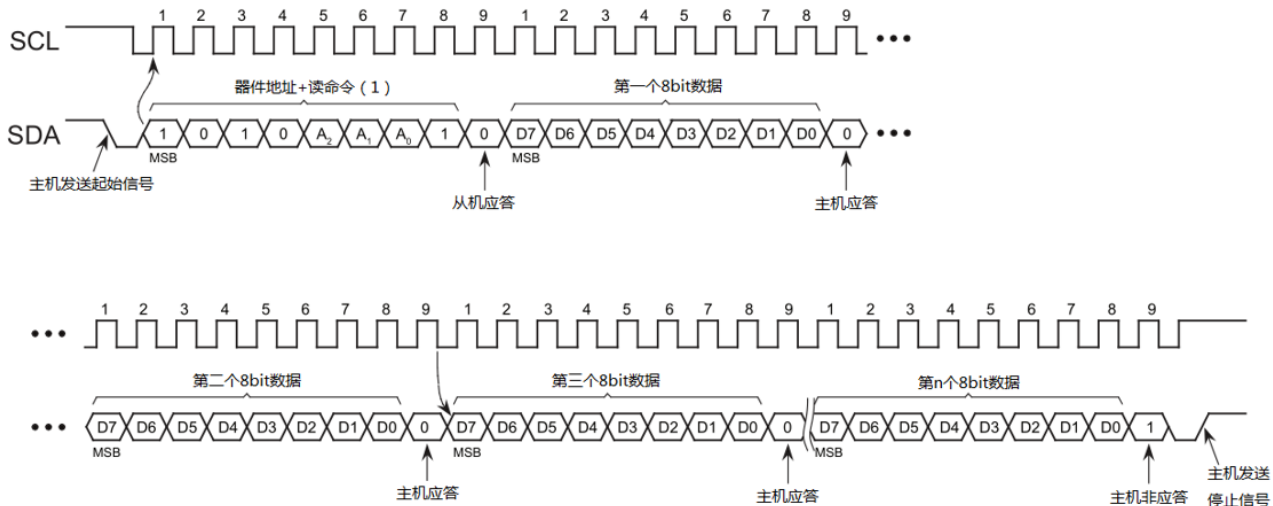 1 2 3 4 5 6 7 8 9 1 2 3 4 5 6 7 8 9
SCL
器件地址+读命令（1） 第一个8bit数据
SDA 1 0 1 0 A₂ A₁ A₀ 1 0 D7 D6 D5 D4 D3 D2 D1 D0 0
MSB MSB
主机发送起始信号 从机应答 主机应答
1 2 3 4 5 6 7 8 9 1 2 3 4 5 6 7 8 9 1 2 3 4 5 6 7 8 9
第二个8bit数据 第三个8bit数据 第n个8bit数据
D7 D6 D5 D4 D3 D2 D1 D0 0 D7 D6 D5 D4 D3 D2 D1 D0 0 D7 D6 D5 D4 D3 D2 D1 D0 1
MSB MSB MSB
主机应答 主机应答 主机非应答 主机发送
停止信号